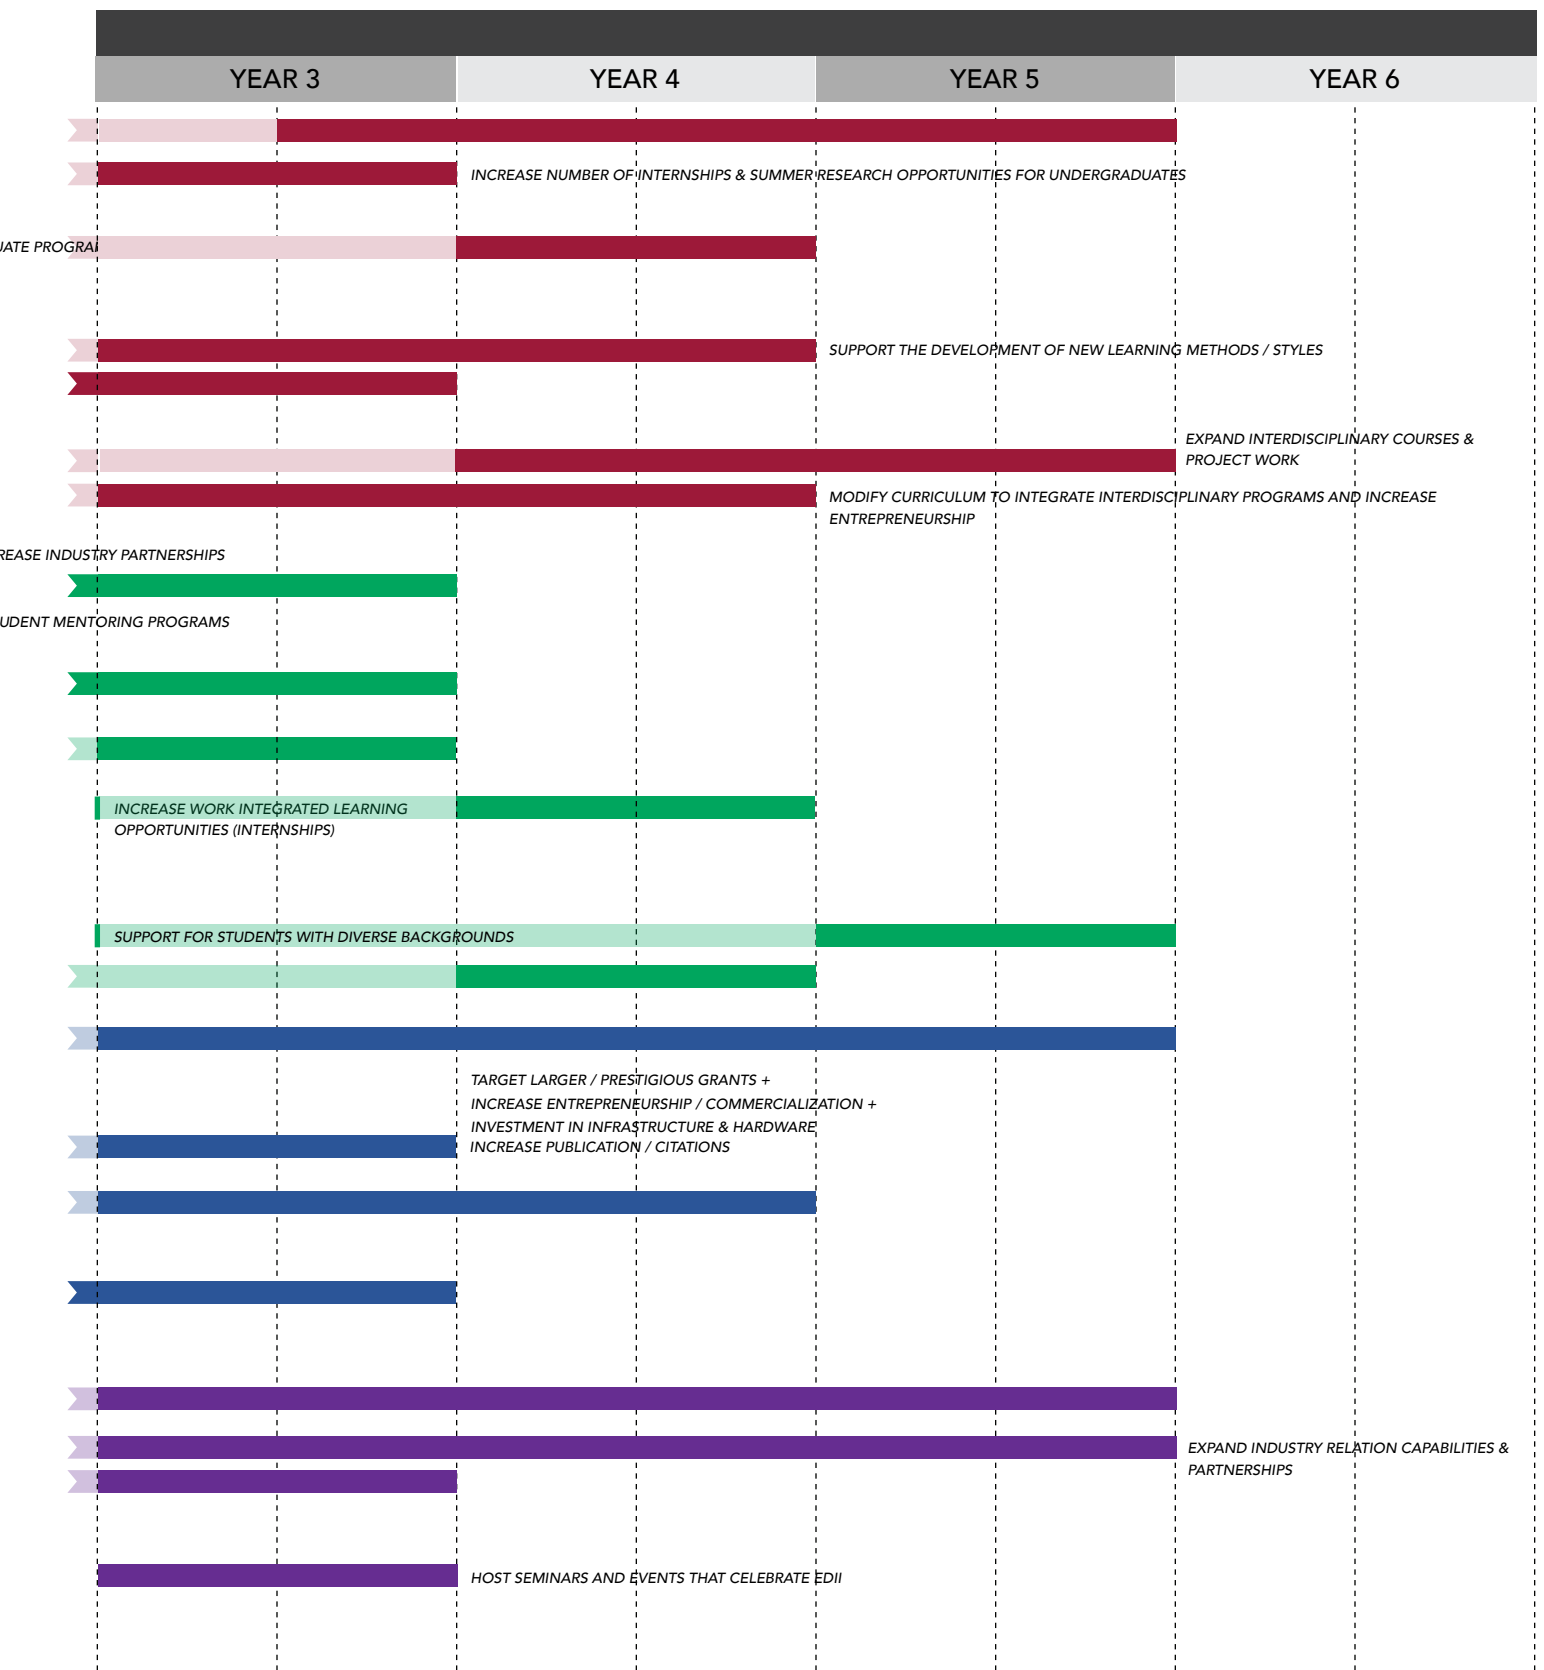 YEAR 3
YEAR 4
YEAR 5
YEAR 6
INCREASE NUMBER OF INTERNSHIPS & SUMMER RESEARCH OPPORTUNITIES FOR UNDERGRADUATES
SUPPORT THE DEVELOPMENT OF NEW LEARNING METHODS / STYLES
EXPAND INTERDISCIPLINARY COURSES &
PROJECT WORK
MODIFY CURRICULUM TO INTEGRATE INTERDISCIPLINARY PROGRAMS AND INCREASE
ENTREPRENEURSHIP
INDUSTRY PARTNERSHIPS
MENTORING PROGRAMS
INCREASE WORK INTEGRATED LEARNING
OPPORTUNITIES (INTERNSHIPS)
SUPPORT FOR STUDENTS WITH DIVERSE BACKGROUNDS
TARGET LARGER / PRESTIGIOUS GRANTS +
INCREASE ENTREPRENEURSHIP / COMMERCIALIZATION +
INVESTMENT IN INFRASTRUCTURE & HARDWARE
INCREASE PUBLICATION / CITATIONS
EXPAND INDUSTRY RELATION CAPABILITIES &
PARTNERSHIPS
HOST SEMINARS AND EVENTS THAT CELEBRATE EDII